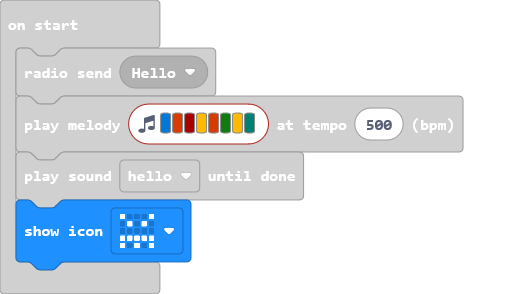 on start
radio send Hello
play melody at tempo 500 (bpm)
play sound hello until done
show icon